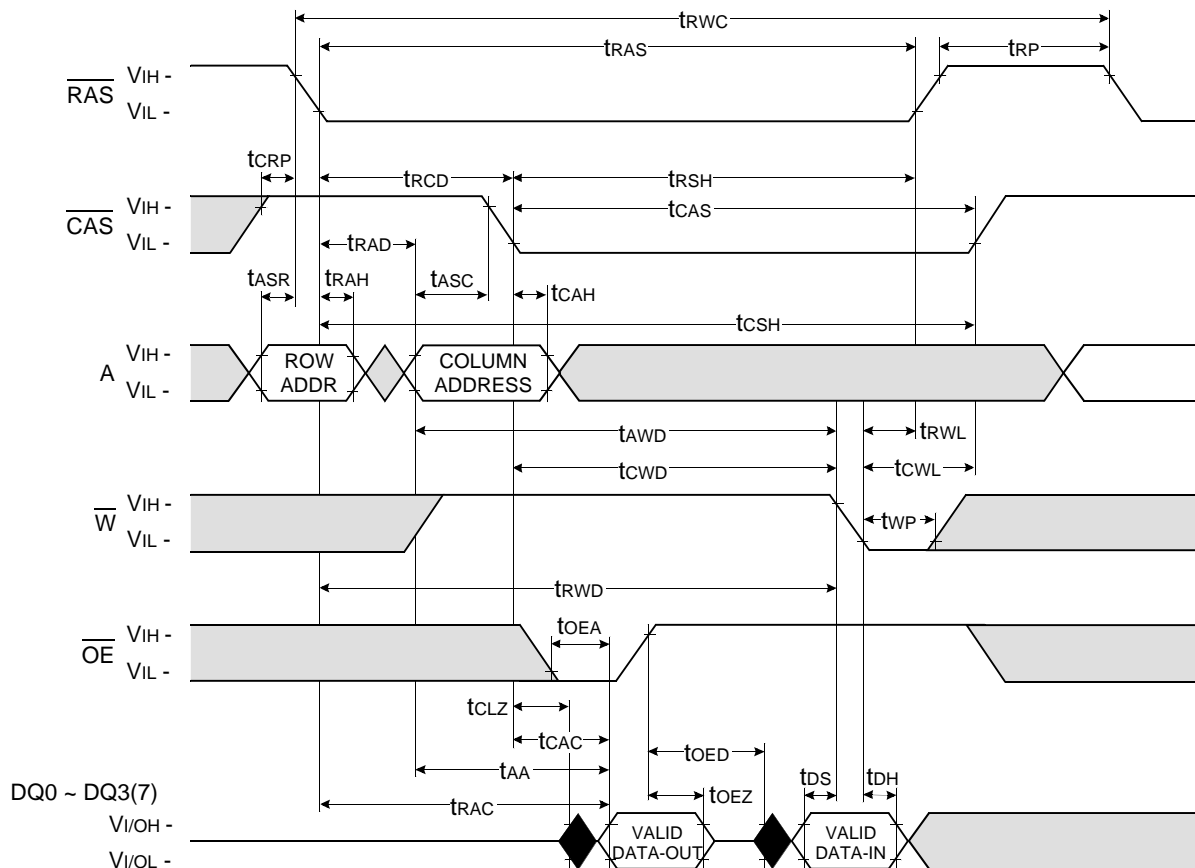 tRWC
tRAS
tRP
RAS
VIH -
VIL -
tCRP
tRCD
tRSH
CAS
VIH -
VIL -
tCAS
tRAD
tASR
tRAH
tASC
tCAH
tCSH
A
VIH -
VIL -
ROW
ADDR
COLUMN
ADDRESS
tAWD
tRWL
tCWD
tCWL
W
VIH -
VIL -
tWP
tRWD
OE
VIH -
VIL -
tOEA
tCLZ
tCAC
tOED
tAA
tDS
tDH
DQ0 ~ DQ3(7)
tRAC
tOEZ
VI/OH -
VI/OL -
VALID
DATA-OUT
VALID
DATA-IN